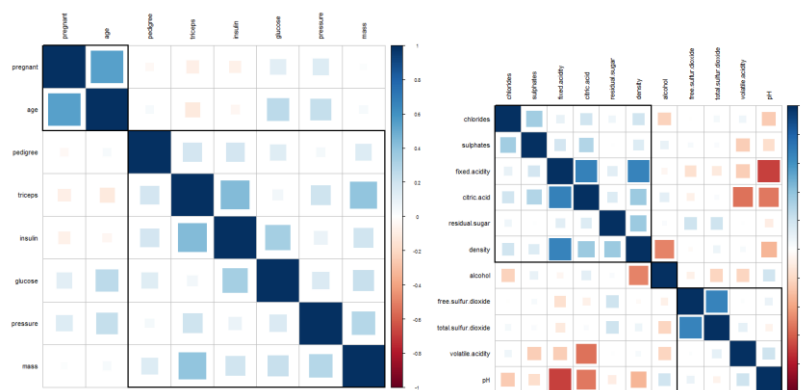 pregnant
age
pedigree
triceps
insulin
glucose
pressure
mass
pregnant
age
pedigree
triceps
insulin
glucose
pressure
mass
1
0.8
0.6
0.4
0.2
0
-0.2
-0.4
-0.6
-0.8
-1
chlorides
sulphates
fixed.acidity
citric.acid
residual.sugar
density
alcohol
free.sulfur.dioxide
total.sulfur.dioxide
volatile.acidity
pH
chlorides
sulphates
fixed.acidity
citric.acid
residual.sugar
density
alcohol
free.sulfur.dioxide
total.sulfur.dioxide
volatile.acidity
pH